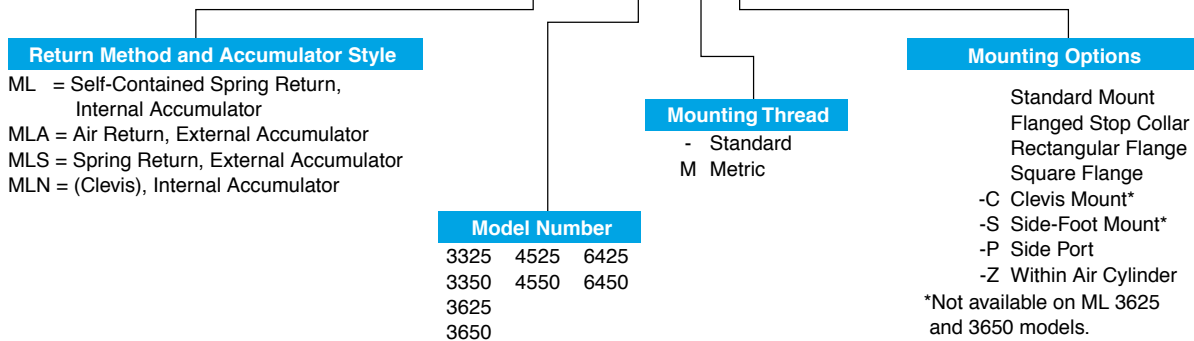 Return Method and Accumulator Style
ML = Self-Contained Spring Return,
Internal Accumulator
MLA = Air Return, External Accumulator
MLS = Spring Return, External Accumulator
MLN = (Clevis), Internal Accumulator
Model Number
3325 4525 6425
3350 4550 6450
3625
3650
Mounting Thread
- Standard
M Metric
Mounting Options
Standard Mount
Flanged Stop Collar
Rectangular Flange
Square Flange
-C Clevis Mount*
-S Side-Foot Mount*
-P Side Port
-Z Within Air Cylinder
*Not available on ML 3625
and 3650 models.